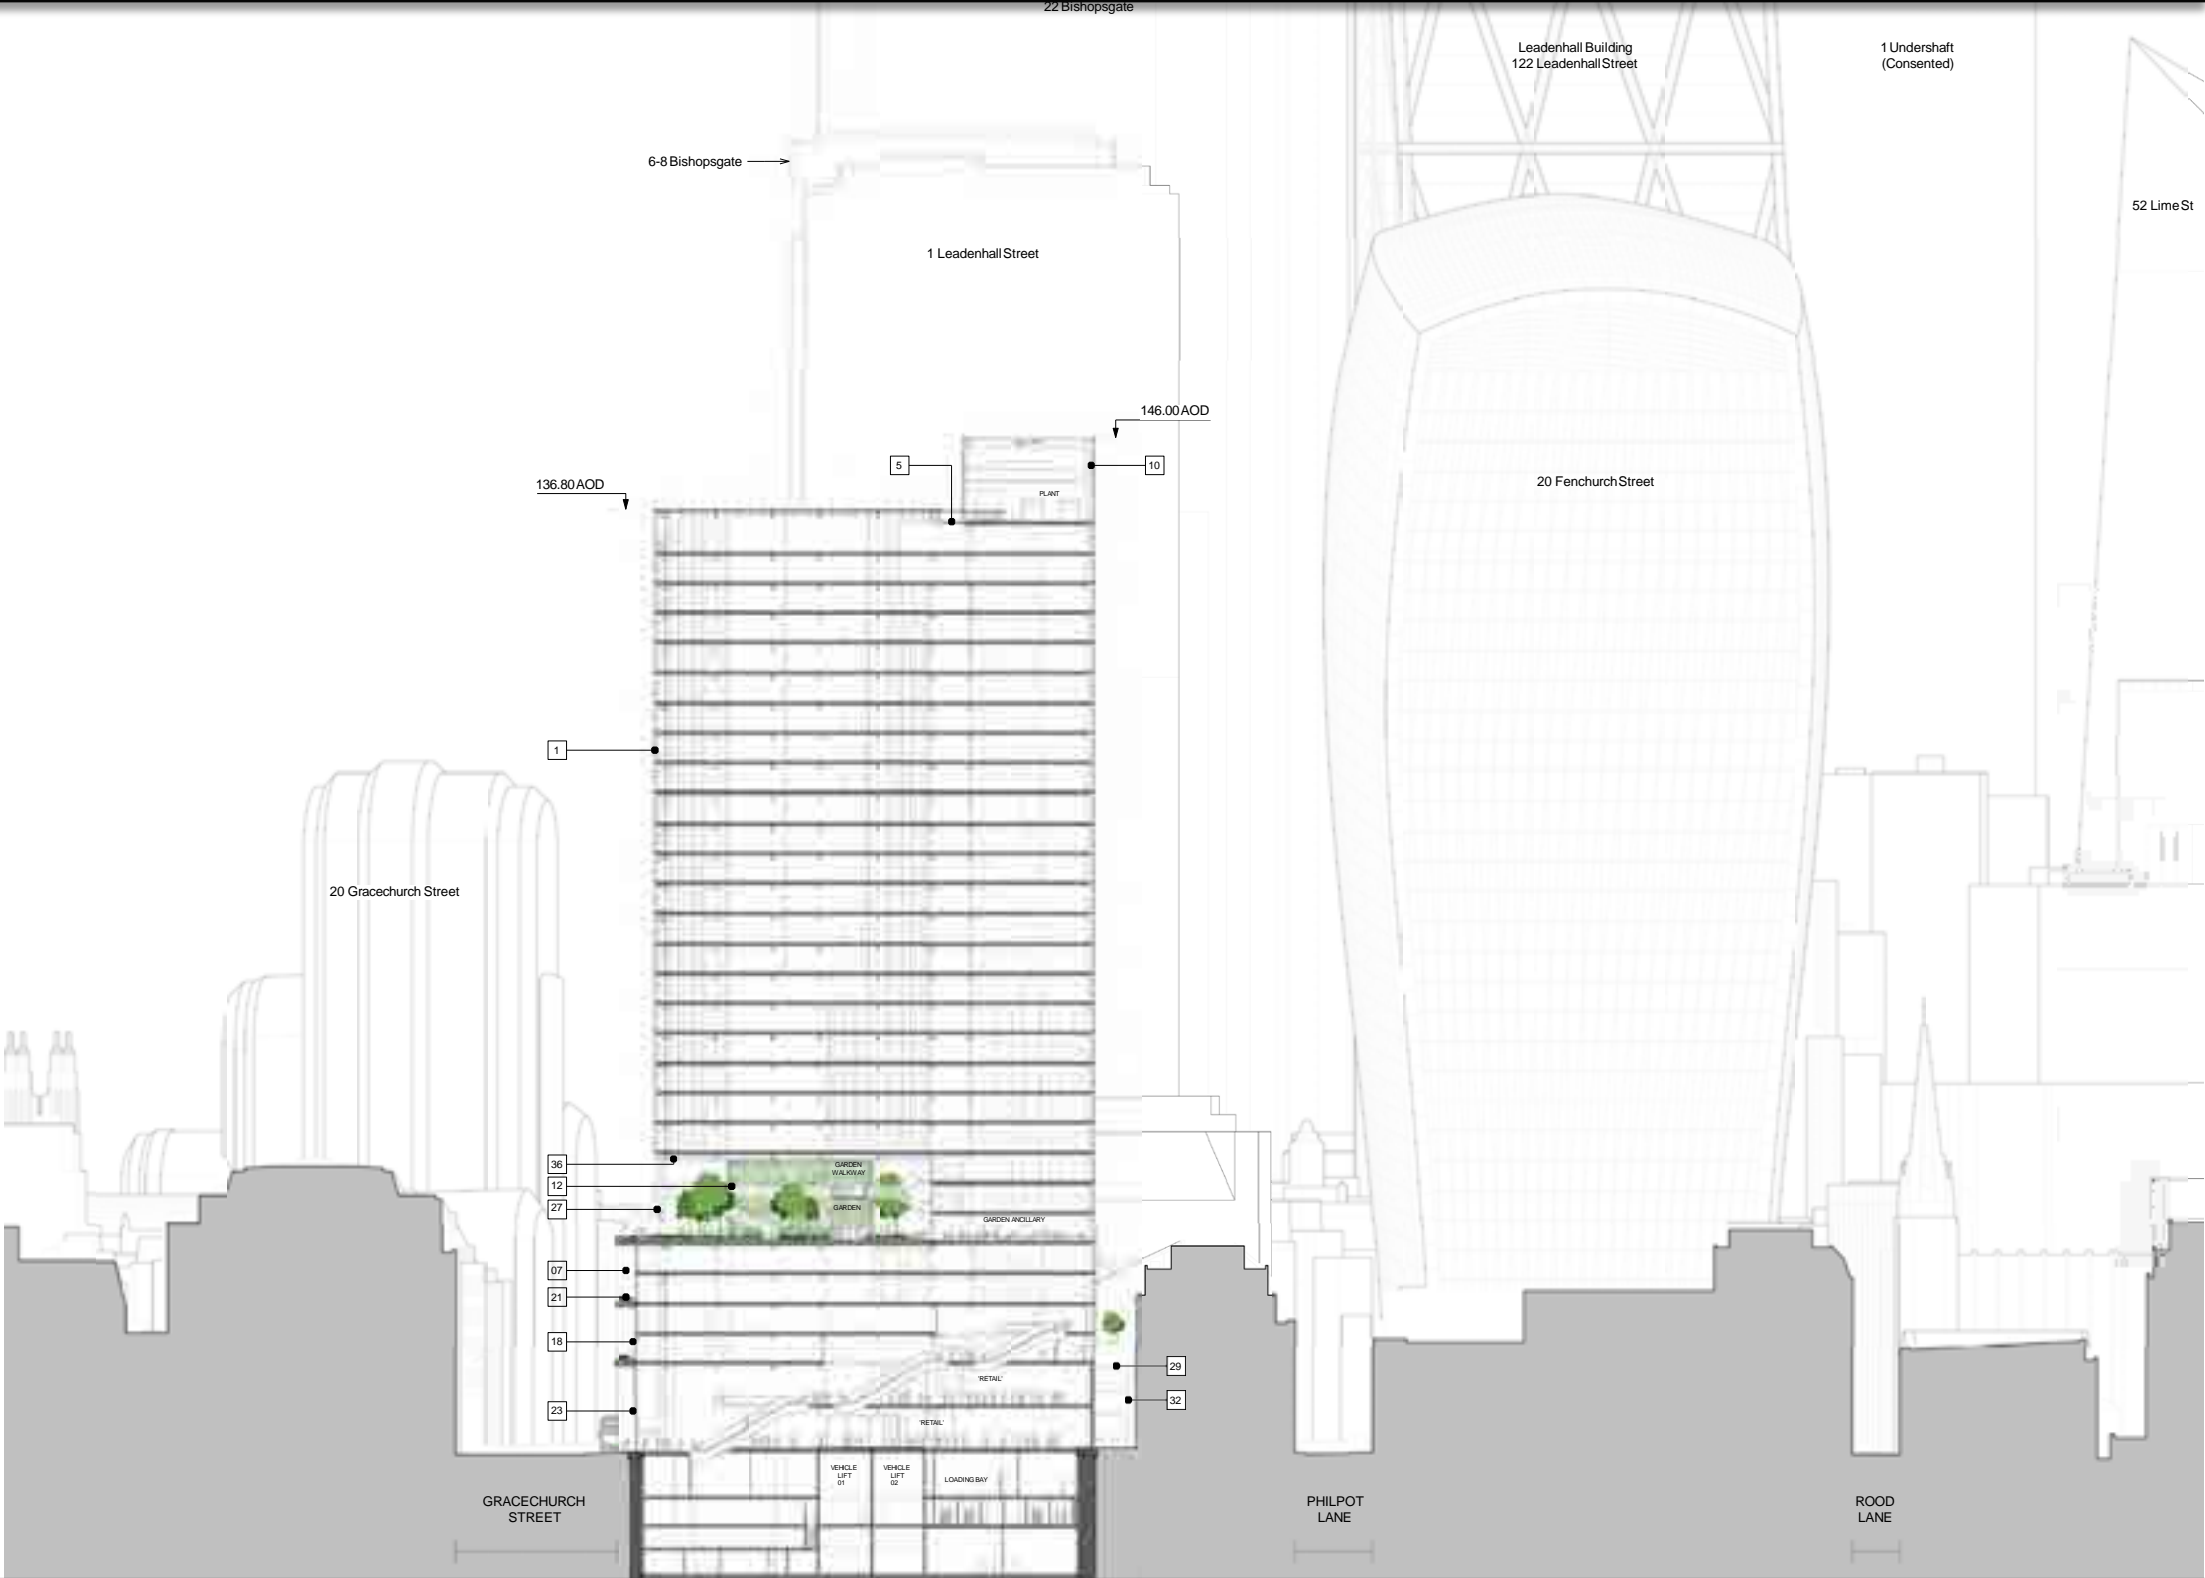 22 Bishopsgate
Leadenhall Building
122 Leadenhall Street
1 Undershaft
(Consented)
6-8 Bishopsgate
52 Lime St
1 Leadenhall Street
146.00 AOD
5
10
136.80 AOD
20 Fenchurch Street
PLANT
1
20 Gracechurch Street
36
GARDEN
WALKWAY
12
27
GARDEN
GARDEN ANCILLARY
07
21
18
29
'RETAIL'
32
23
'RETAIL'
VEHICLE
LIFT
01
VEHICLE
LIFT
02
LOADING BAY
GRACECHURCH
STREET
PHILPOT
LANE
ROOD
LANE